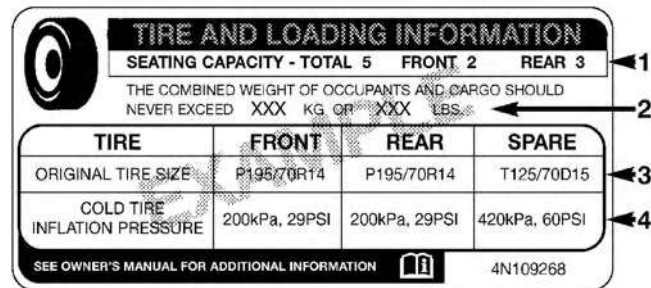 TIRE AND LOADING INFORMATION
SEATING CAPACITY - TOTAL 5 FRONT 2 REAR 3
1
THE COMBINED WEIGHT OF OCCUPANTS AND CARGO SHOULD
NEVER EXCEED XXX KG OR XXX LBS.
2
TIRE FRONT REAR SPARE
ORIGINAL TIRE SIZE P195/70R14 P195/70R14 T125/70D15
3
COLD TIRE
INFLATION PRESSURE 200kPa, 29PSI 200kPa, 29PSI 420kPa, 60PSI
4
SEE OWNER'S MANUAL FOR ADDITIONAL INFORMATION i 4N109268
EXAMPLE